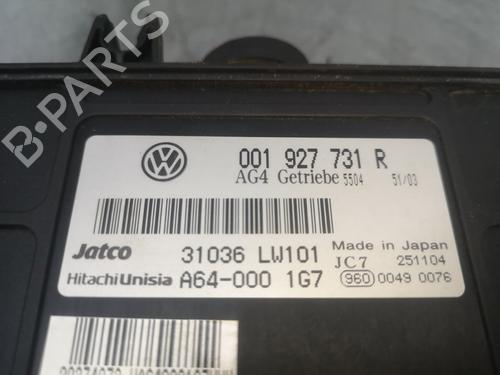 B-PARTS
001 927 731 R
AG4 Getriebe 5504 51/03
Jatco 31036 LW101 Made in Japan
JC7 251104
HitachiUnisia A64-000 1G7 960 0049 0076